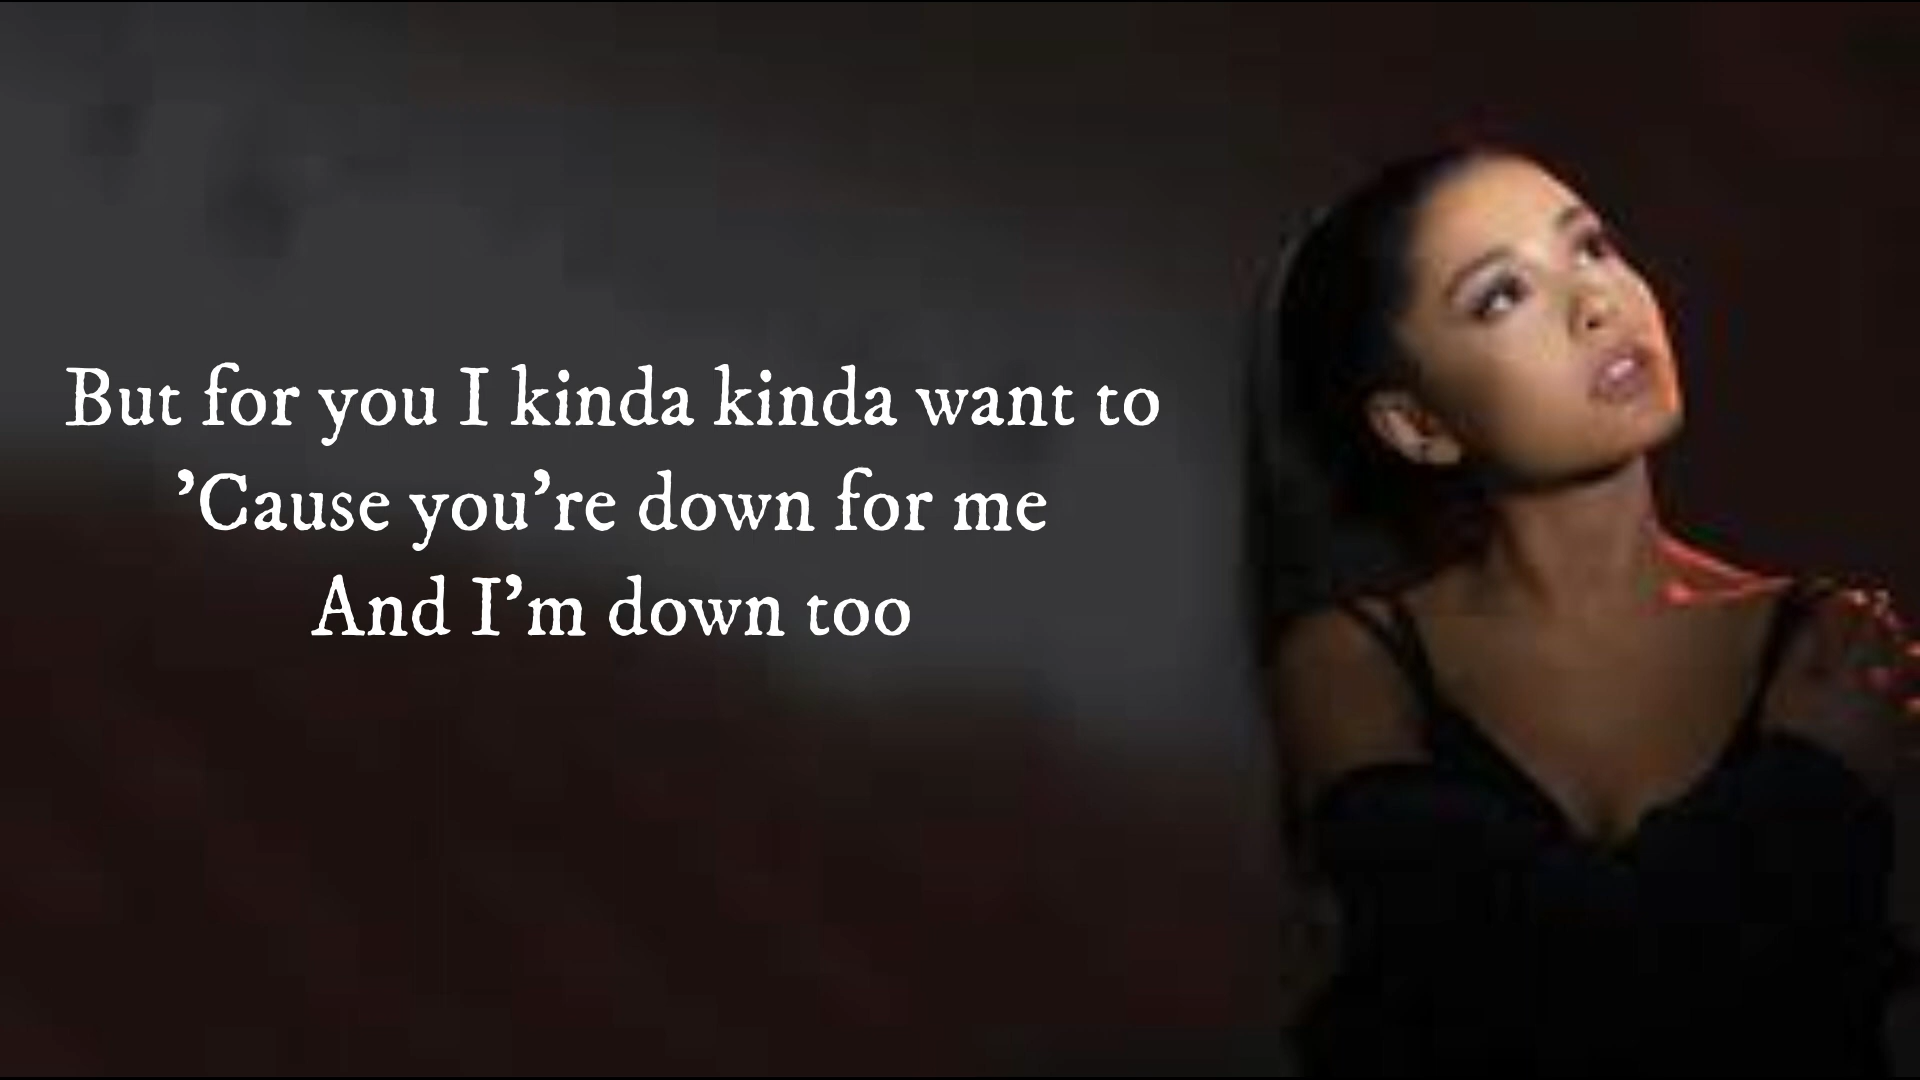 But for you I kinda kinda want to
’Cause you’re down for me
And I’m down too